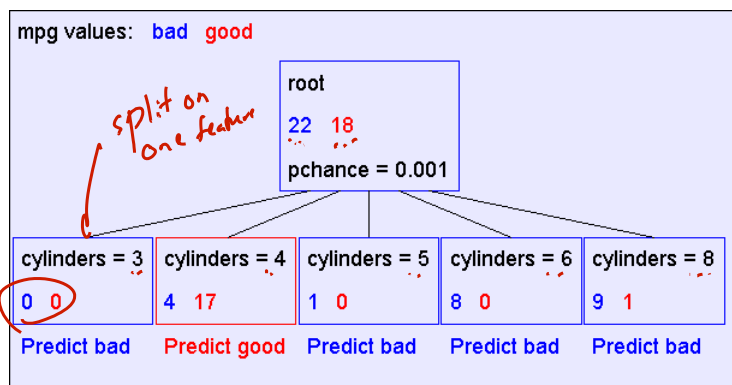 mpg values: bad good
root
22 18
pchance = 0.001
split on
one feature
cylinders = 3
0 0
Predict bad
cylinders = 4
4 17
Predict good
cylinders = 5
1 0
Predict bad
cylinders = 6
8 0
Predict bad
cylinders = 8
9 1
Predict bad